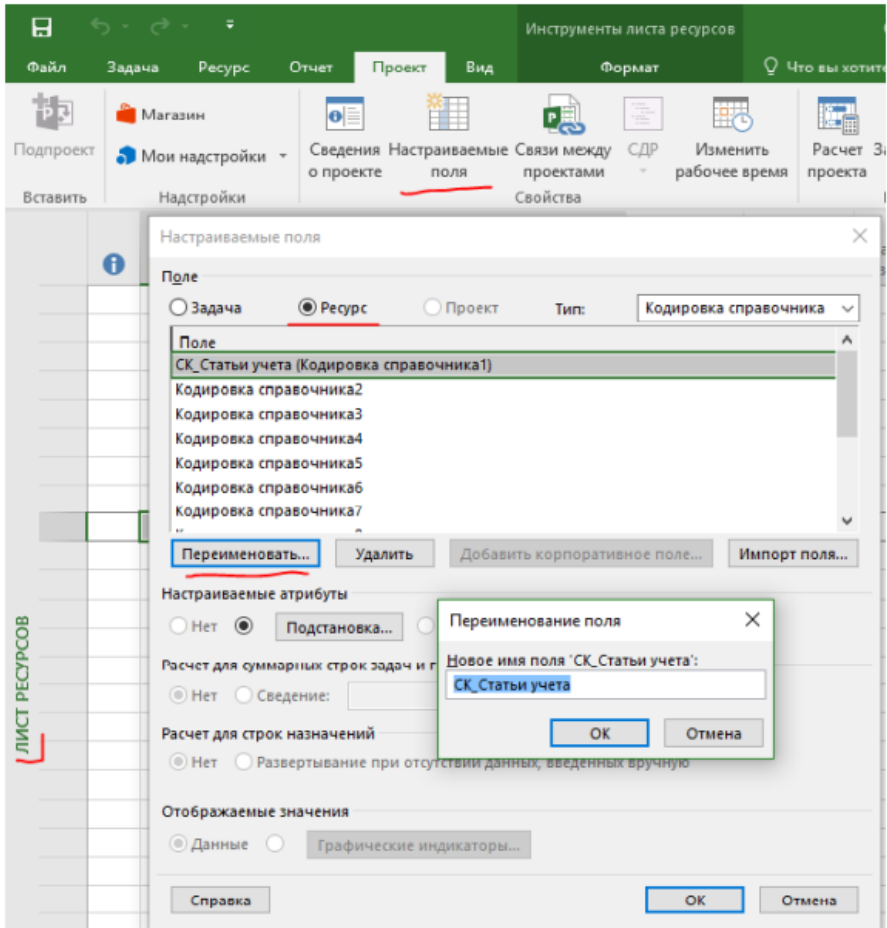 Инструменты листа ресурсов
Файл Задача Ресурс Отчет Проект Вид Формат Что вы хотите
Подпроект
Магазин
Мои надстройки
Сведения о проекте
Настраиваемые поля
Связи между проектами
СДР
Изменить рабочее время
Расчет проекта
Вставить Надстройки Свойства
Настраиваемые поля
Поле
Задача Ресурс Проект Тип: Кодировка справочника
Поле
СК_Статьи учета (Кодировка справочника1)
Кодировка справочника2
Кодировка справочника3
Кодировка справочника4
Кодировка справочника5
Кодировка справочника6
Кодировка справочника7
Переименовать... Удалить Добавить корпоративное поле... Импорт поля...
Настраиваемые атрибуты
Нет Подстановка...
Расчет для суммарных строк задач и г
Нет Сведение:
Расчет для строк назначений
Нет Развертывание при отсутствии данных, введенных вручную
Отображаемые значения
Данные Графические индикаторы...
Справка ОК Отмена
Переименование поля
Новое имя поля 'СК_Статьи учета':
СК_Статьи учета
ОК Отмена
ЛИСТ РЕСУРСОВ